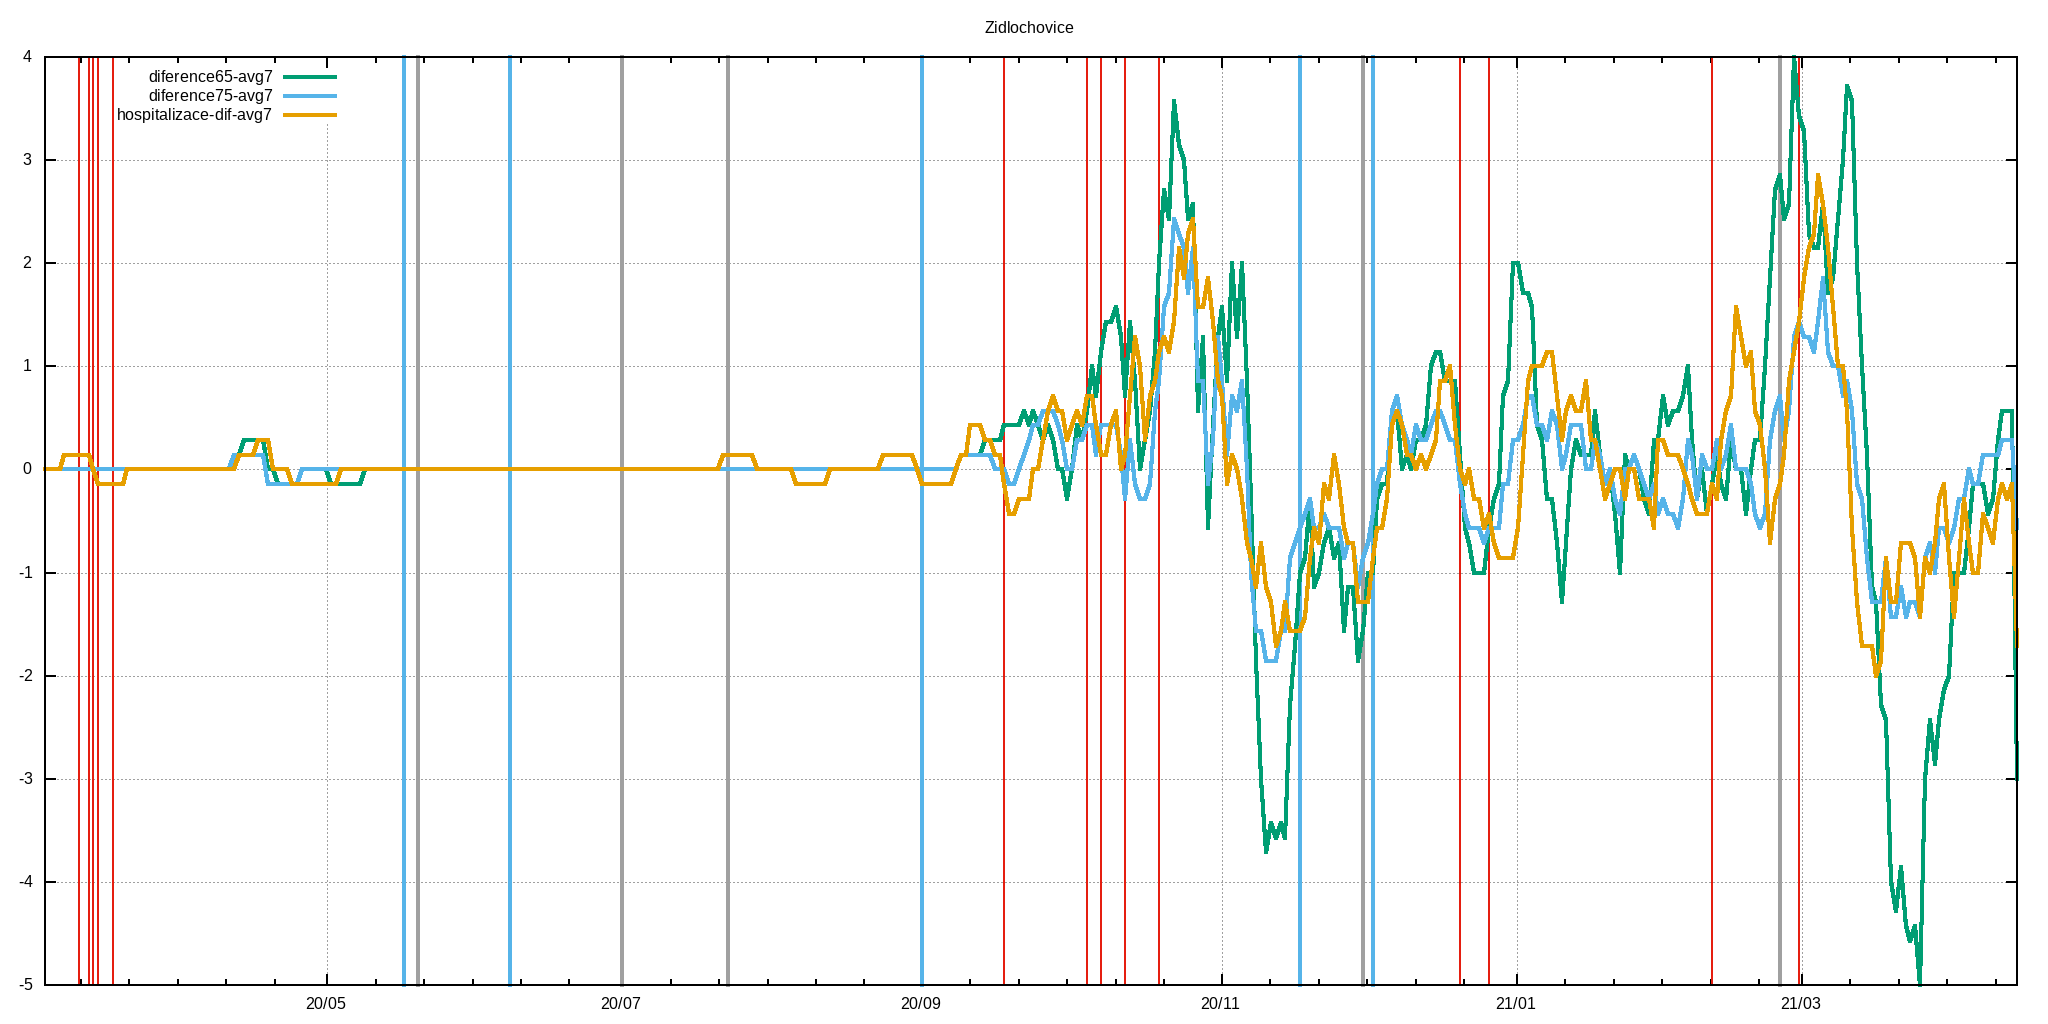 Zidlochovice
4
diference65-avg7
diference75-avg7
hospitalizace-dif-avg7
3
2
1
0
-1
-2
-3
-4
-5
20/05 20/07 20/09 20/11 21/01 21/03